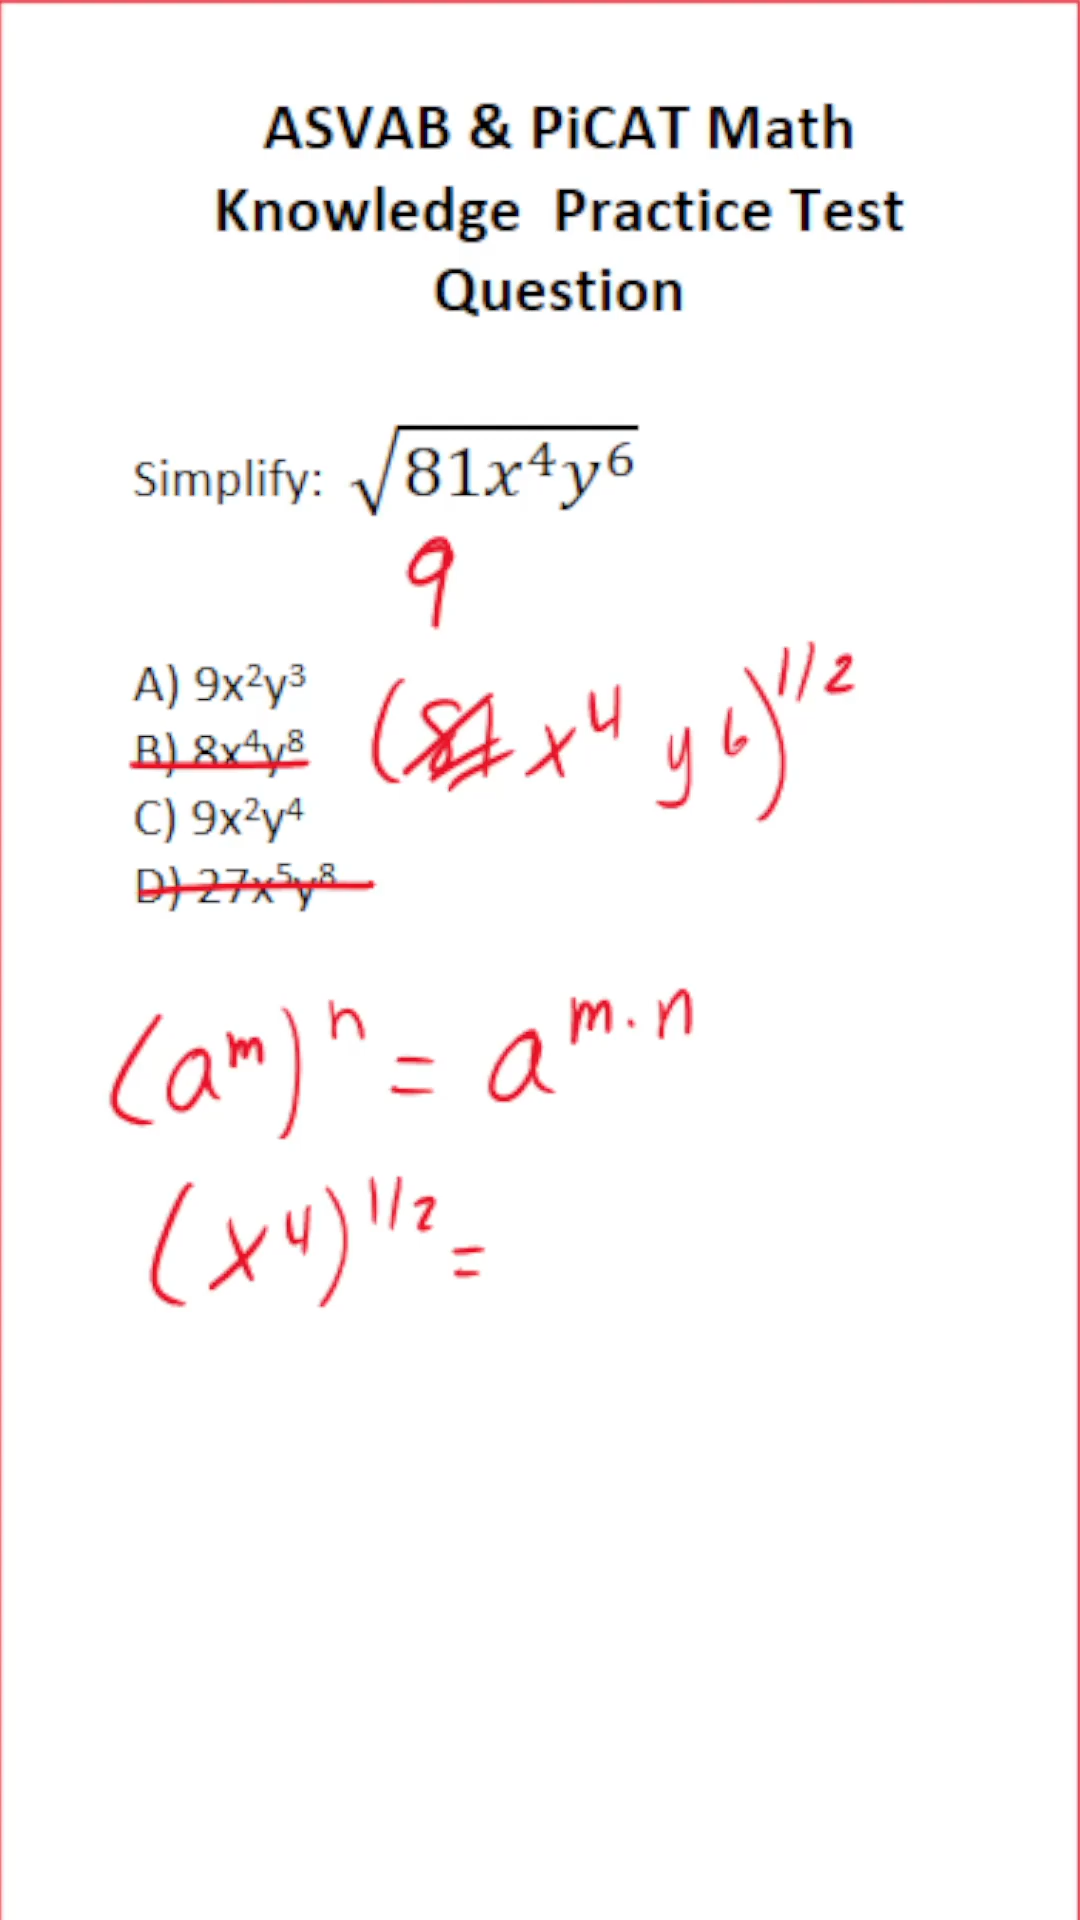 ASVAB & PiCAT Math
Knowledge Practice Test
Question
Simplify: √81x⁴y⁶
9
A) 9x²y³
(81 x⁴ y⁶)^1/2
B) 8x⁴y⁸
C) 9x²y⁴
D) 27x⁵y⁸
(aᵐ)ⁿ = a^m·n
(x⁴)^1/2 =